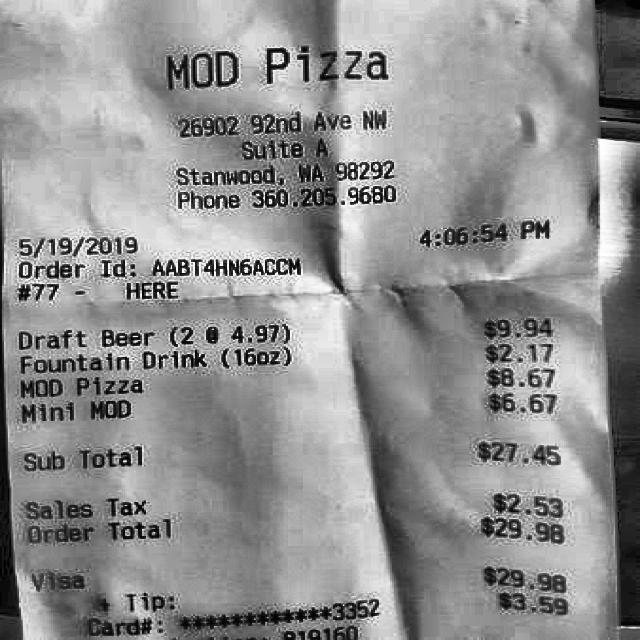 MOD Pizza
26902 92nd Ave NW
Suite A
Stanwood, WA 98292
Phone 360.205.9680
5/19/2019 4:06:54 PM
Order Id: AABT4HN6ACCM
#77 - HERE
Draft Beer (2 @ 4.97) $9.94
Fountain Drink (16oz) $2.17
MOD Pizza $8.67
Mini MOD $6.67
Sub Total $27.45
Sales Tax $2.53
Order Total $29.98
Visa $29.98
+ Tip: $3.59
Card#: ************3352